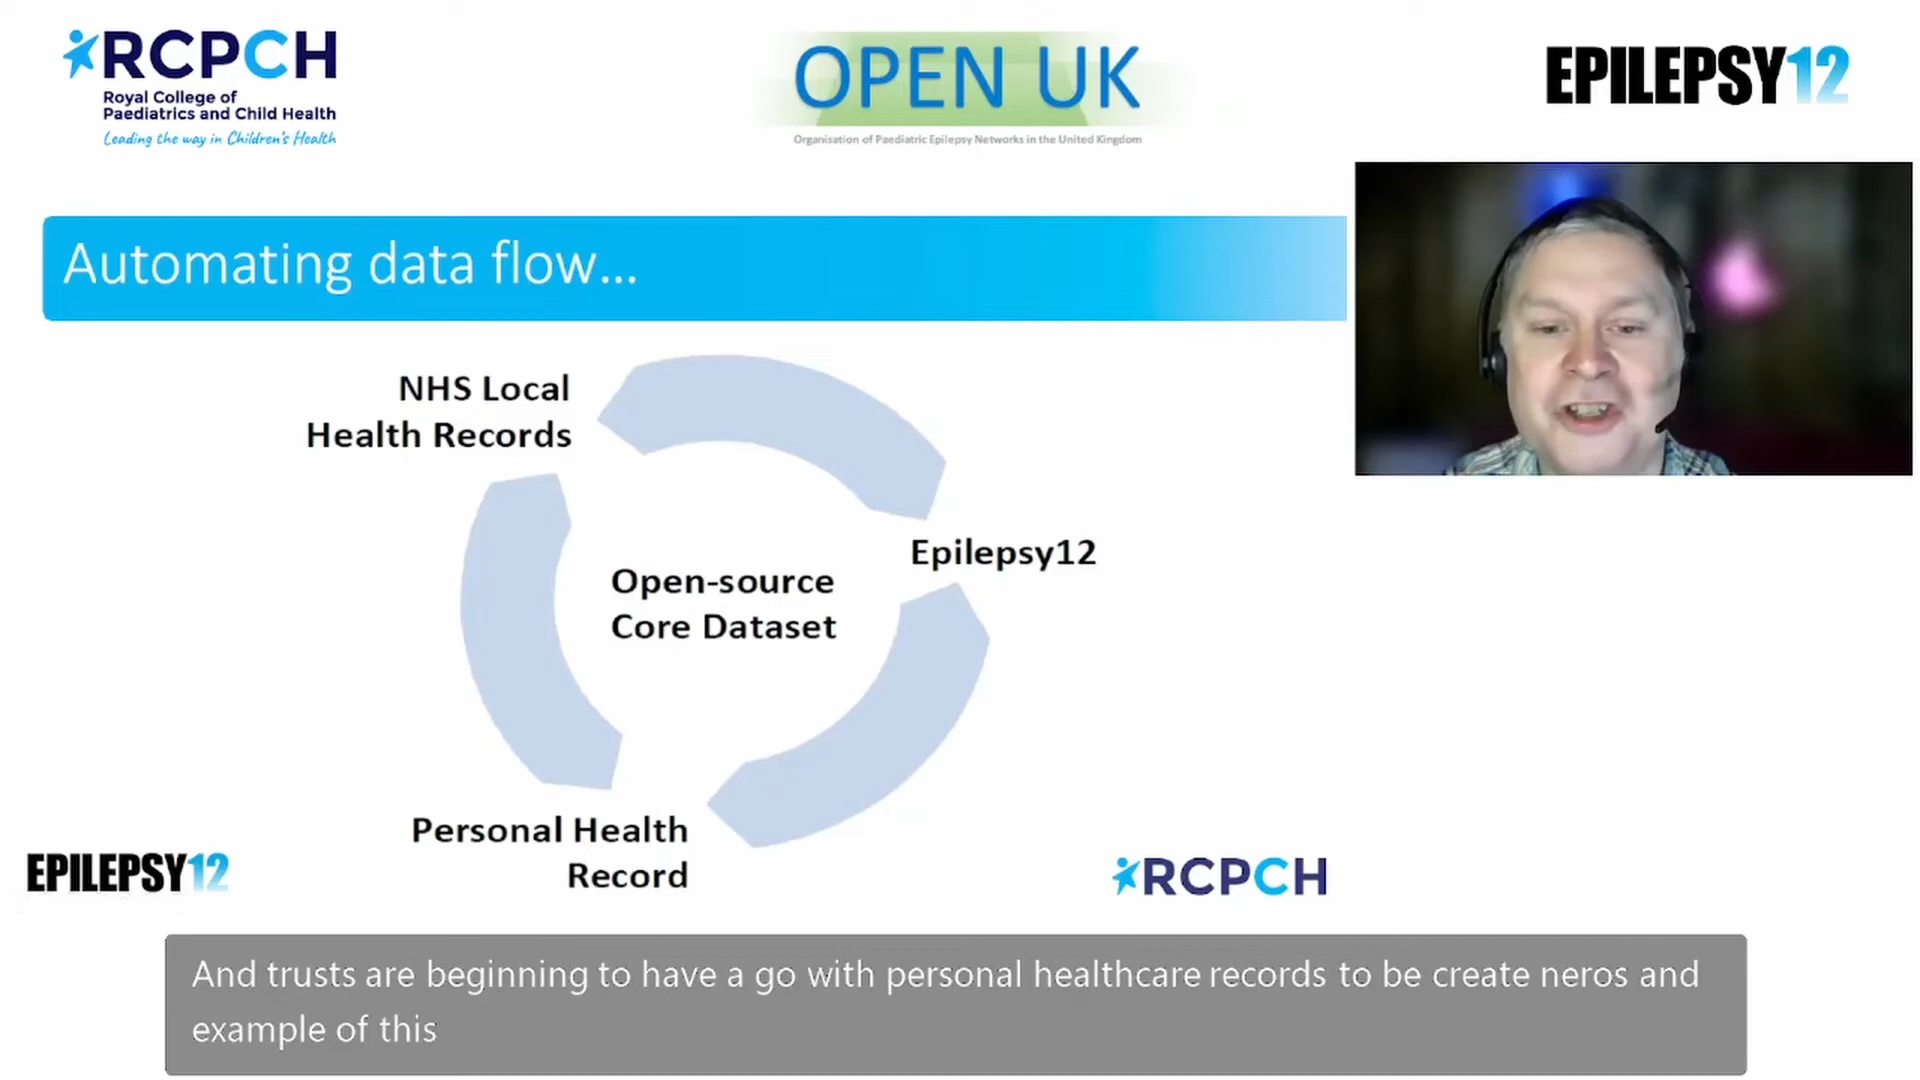 RCPCH
Royal College of
Paediatrics and Child Health
Leading the way in Children's Health
OPEN UK
Organisation of Paediatric Epilepsy Networks in the United Kingdom
EPILEPSY12
Automating data flow...
NHS Local
Health Records
Epilepsy12
Open-source
Core Dataset
Personal Health
Record
EPILEPSY12
RCPCH
And trusts are beginning to have a go with personal healthcare records to be create neros and
example of this